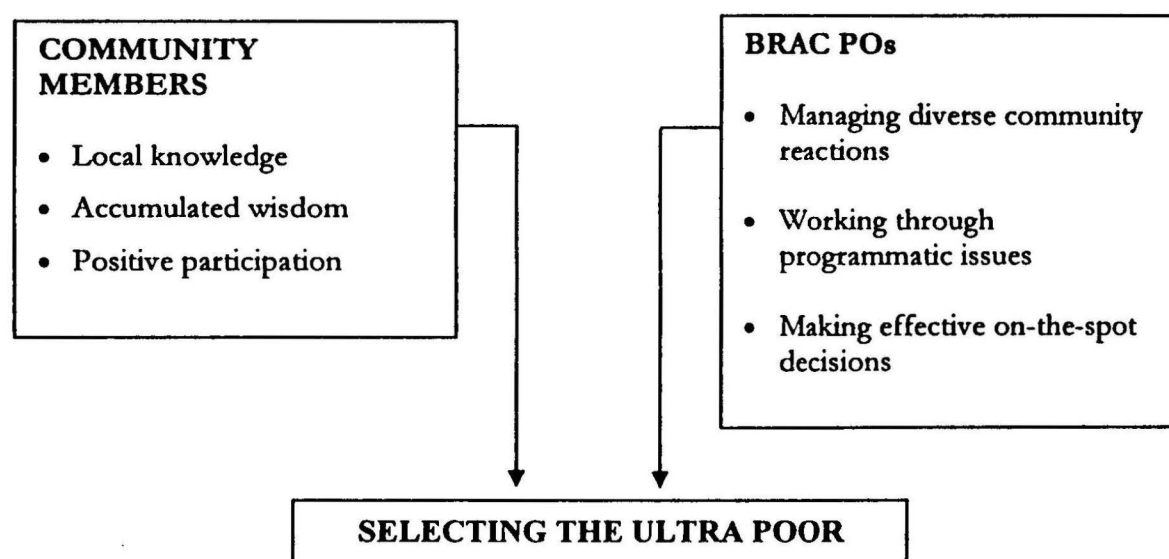 COMMUNITY
MEMBERS
• Local knowledge
• Accumulated wisdom
• Positive participation
BRAC POs
• Managing diverse community
reactions
• Working through
programmatic issues
• Making effective on-the-spot
decisions
SELECTING THE ULTRA POOR